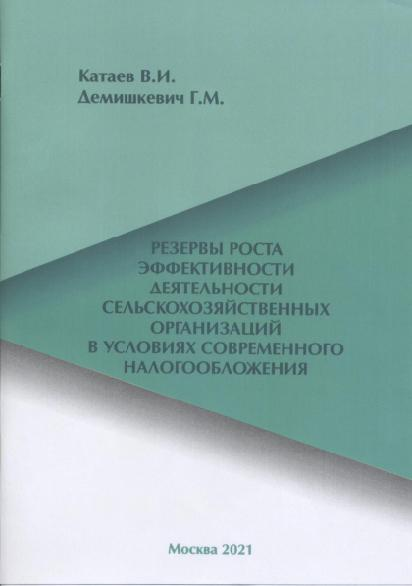 Катаев В.И.
Демишкевич Г.М.
РЕЗЕРВЫ РОСТА
ЭФФЕКТИВНОСТИ
ДЕЯТЕЛЬНОСТИ
СЕЛЬСКОХОЗЯЙСТВЕННЫХ
ОРГАНИЗАЦИЙ
В УСЛОВИЯХ СОВРЕМЕННОГО
НАЛОГООБЛОЖЕНИЯ
Москва 2021